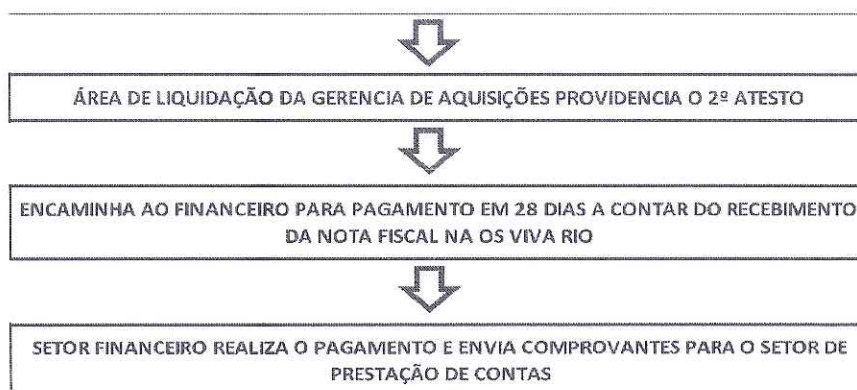 ÁREA DE LIQUIDAÇÃO DA GERENCIA DE AQUISIÇÕES PROVIDENCIA O 2º ATESTO
ENCAMINHA AO FINANCEIRO PARA PAGAMENTO EM 28 DIAS A CONTAR DO RECEBIMENTO
DA NOTA FISCAL NA OS VIVA RIO
SETOR FINANCEIRO REALIZA O PAGAMENTO E ENVIA COMPROVANTES PARA O SETOR DE
PRESTAÇÃO DE CONTAS